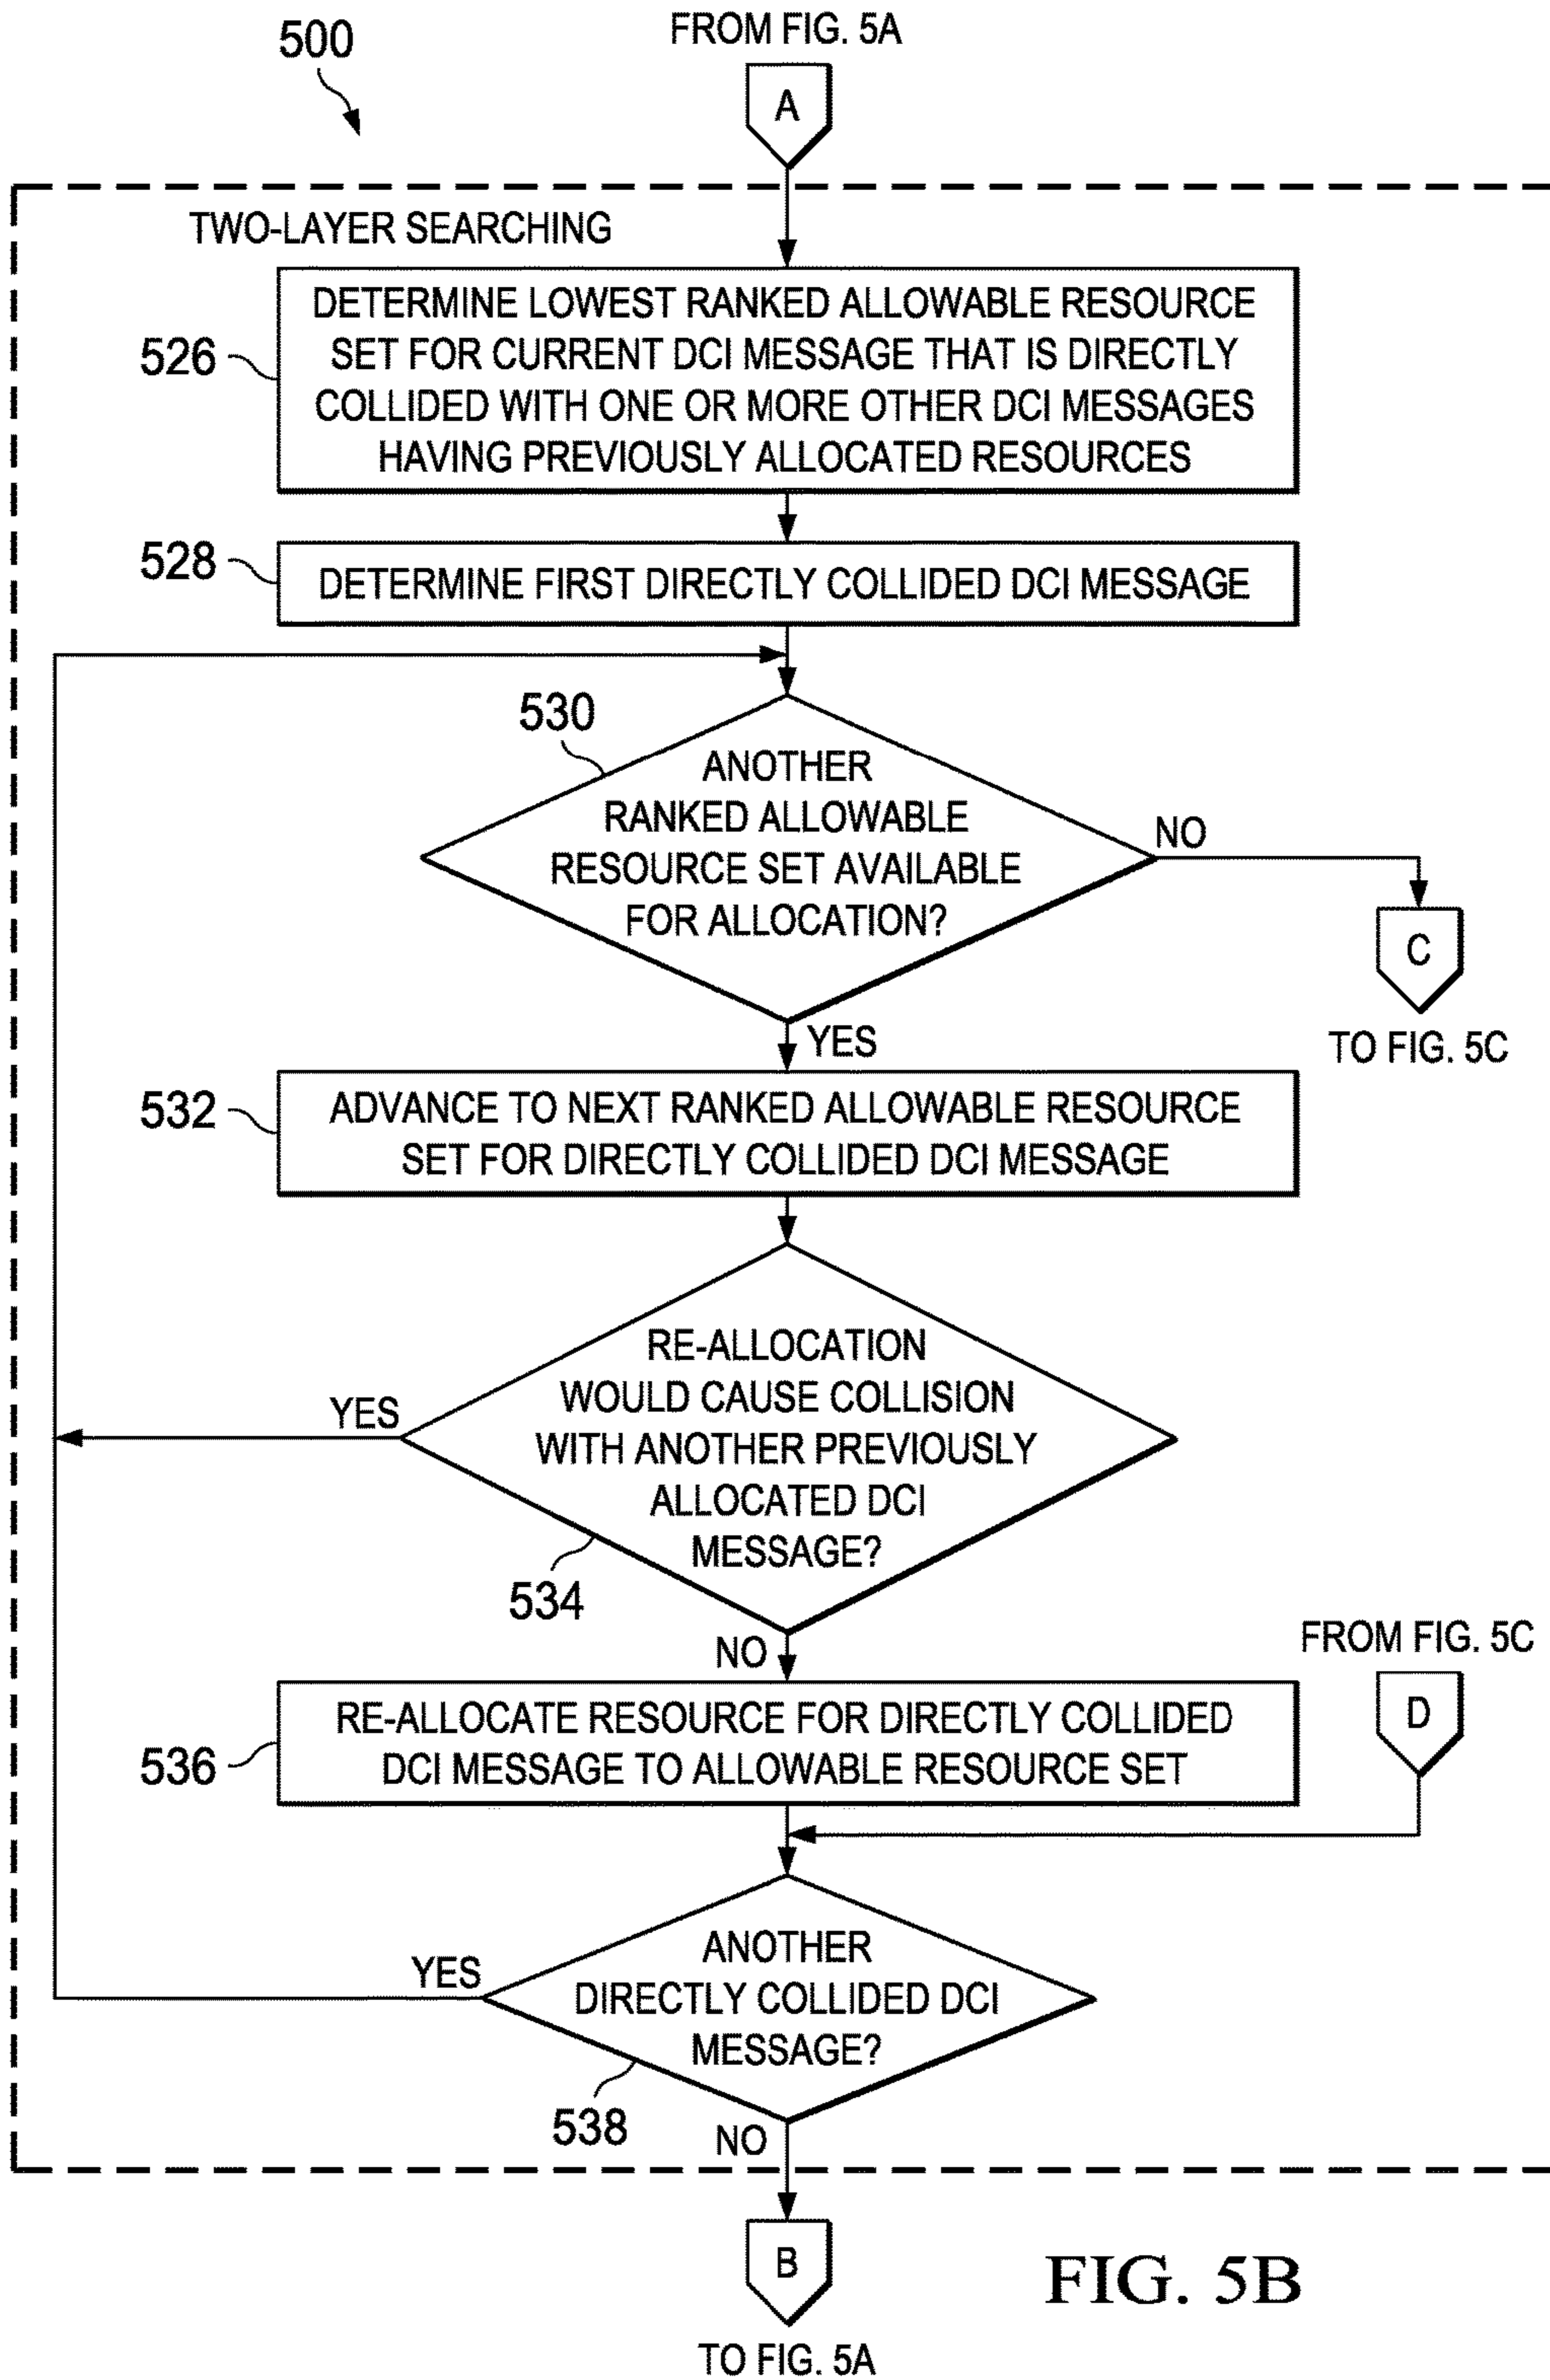 500
FROM FIG. 5A
A
TWO-LAYER SEARCHING
526
DETERMINE LOWEST RANKED ALLOWABLE RESOURCE
SET FOR CURRENT DCI MESSAGE THAT IS DIRECTLY
COLLIDED WITH ONE OR MORE OTHER DCI MESSAGES
HAVING PREVIOUSLY ALLOCATED RESOURCES
528
DETERMINE FIRST DIRECTLY COLLIDED DCI MESSAGE
530
ANOTHER
RANKED ALLOWABLE
RESOURCE SET AVAILABLE
FOR ALLOCATION?
NO
C
TO FIG. 5C
YES
532
ADVANCE TO NEXT RANKED ALLOWABLE RESOURCE
SET FOR DIRECTLY COLLIDED DCI MESSAGE
RE-ALLOCATION
WOULD CAUSE COLLISION
WITH ANOTHER PREVIOUSLY
ALLOCATED DCI
MESSAGE?
YES
534
NO
FROM FIG. 5C
D
536
RE-ALLOCATE RESOURCE FOR DIRECTLY COLLIDED
DCI MESSAGE TO ALLOWABLE RESOURCE SET
ANOTHER
DIRECTLY COLLIDED DCI
MESSAGE?
YES
538
NO
B
TO FIG. 5A
FIG. 5B